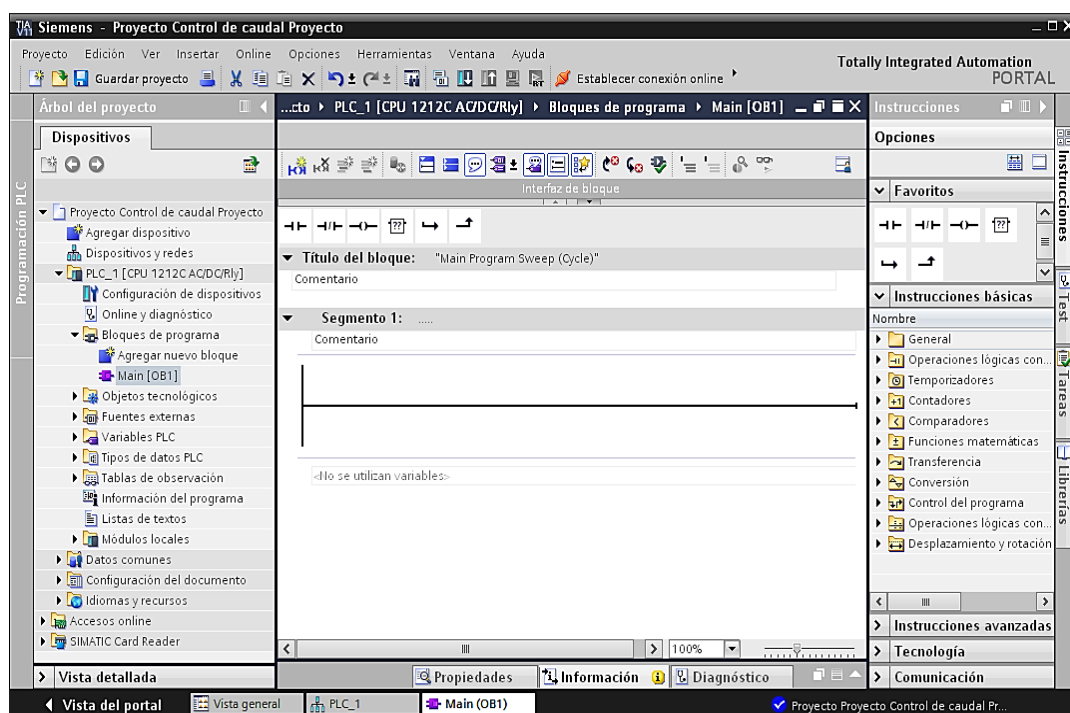 Siemens - Proyecto Control de caudal Proyecto
Proyecto Edición Ver Insertar Online Opciones Herramientas Ventana Ayuda
Guardar proyecto
Establecer conexión online
Totally Integrated Automation
PORTAL
Árbol del proyecto
...cto PLC_1 [CPU 1212C AC/DC/Rly] Bloques de programa Main [OB1]
Instrucciones
Programación PLC
Dispositivos
Proyecto Control de caudal Proyecto
Agregar dispositivo
Dispositivos y redes
PLC_1 [CPU 1212C AC/DC/Rly]
Configuración de dispositivos
Online y diagnóstico
Bloques de programa
Agregar nuevo bloque
Main [OB1]
Objetos tecnológicos
Fuentes externas
Variables PLC
Tipos de datos PLC
Tablas de observación
Información del programa
Listas de textos
Módulos locales
Datos comunes
Configuración del documento
Idiomas y recursos
Accesos online
SIMATIC Card Reader
Vista detallada
Interfaz de bloque
??
Título del bloque: "Main Program Sweep (Cycle)"
Comentario
Segmento 1: .....
Comentario
<No se utilizan variables>
100%
Propiedades
Información
Diagnóstico
Opciones
Favoritos
??
Instrucciones básicas
Nombre
General
Operaciones lógicas con...
Temporizadores
Contadores
Comparadores
Funciones matemáticas
Transferencia
Conversión
Control del programa
Operaciones lógicas con...
Desplazamiento y rotación
Instrucciones avanzadas
Tecnología
Comunicación
Instrucciones
Test
Tareas
Librerías
Vista del portal
Vista general
PLC_1
Main (OB1)
Proyecto Proyecto Control de caudal Pr...